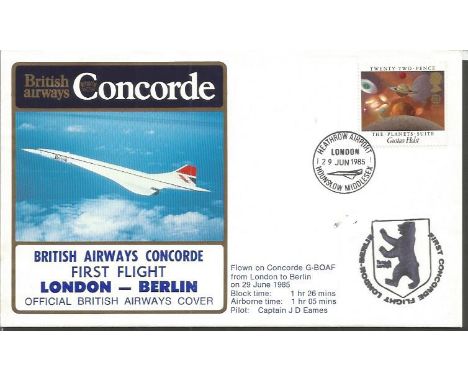 British
airways
Concorde
TWENTY TWO-PENCE
THE PLANETS SUITE
Gustav Holst
HEATHROW AIRPORT
LONDON
29 JUN 1985
HOUNSLOW MIDDLESEX
BRITISH AIRWAYS CONCORDE
FIRST FLIGHT
LONDON – BERLIN
OFFICIAL BRITISH AIRWAYS COVER
Flown on Concorde G-BOAF
from London to Berlin
on 29 June 1985
Block time: 1 hr 26 mins
Airborne time: 1 hr 05 mins
Pilot: Captain J D Eames
FIRST CONCORDE FLIGHT LONDON-BERLIN